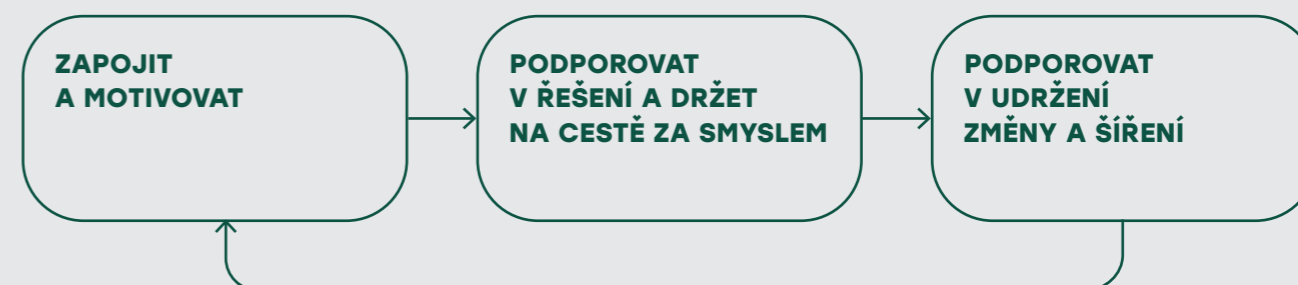 ZAPOJIT
A MOTIVOVAT
PODPOROVAT
V ŘEŠENÍ A DRŽET
NA CESTĚ ZA SMYSLEM
PODPOROVAT
V UDRŽENÍ
ZMĚNY A ŠÍŘENÍ